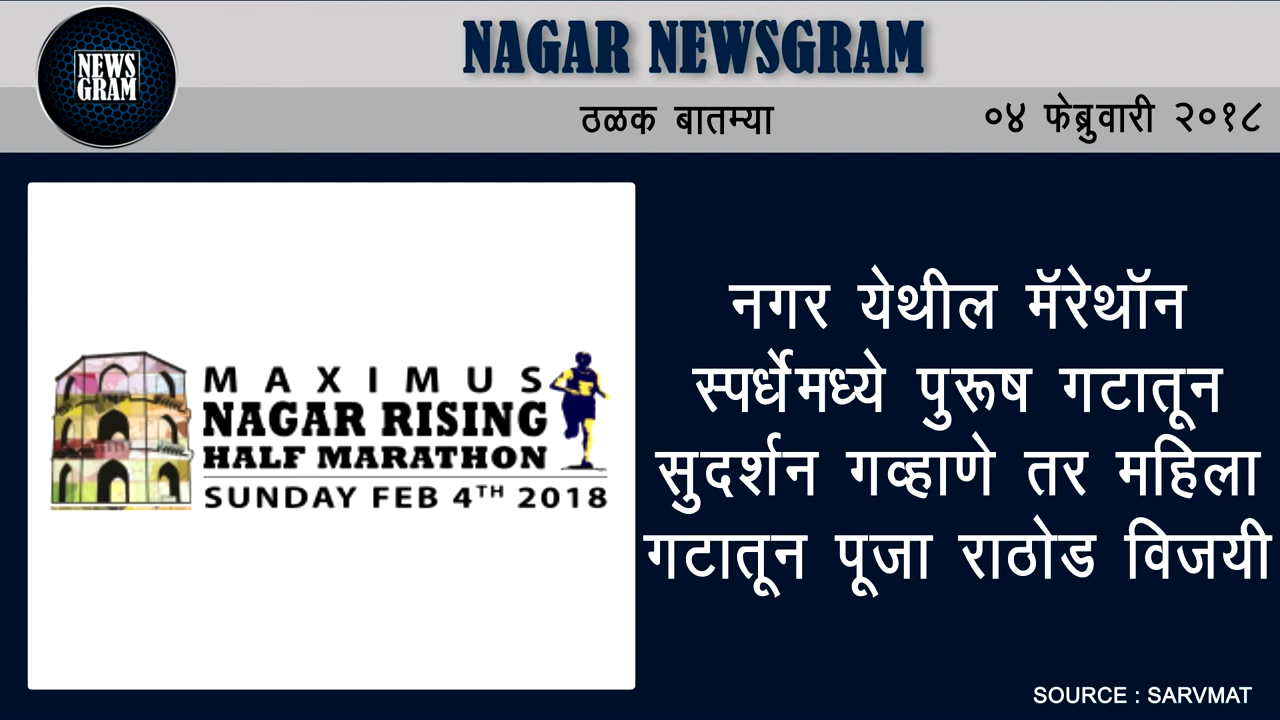 NEWS
GRAM
NAGAR NEWSGRAM
ठळक बातम्या
०४ फेब्रुवारी २०१८
MAXIMUS
NAGAR RISING
HALF MARATHON
SUNDAY FEB 4TH 2018
नगर येथील मॅरेथॉन
स्पर्धेमध्ये पुरूष गटातून
सुदर्शन गव्हाणे तर महिला
गटातून पूजा राठोड विजयी
SOURCE : SARVMAT